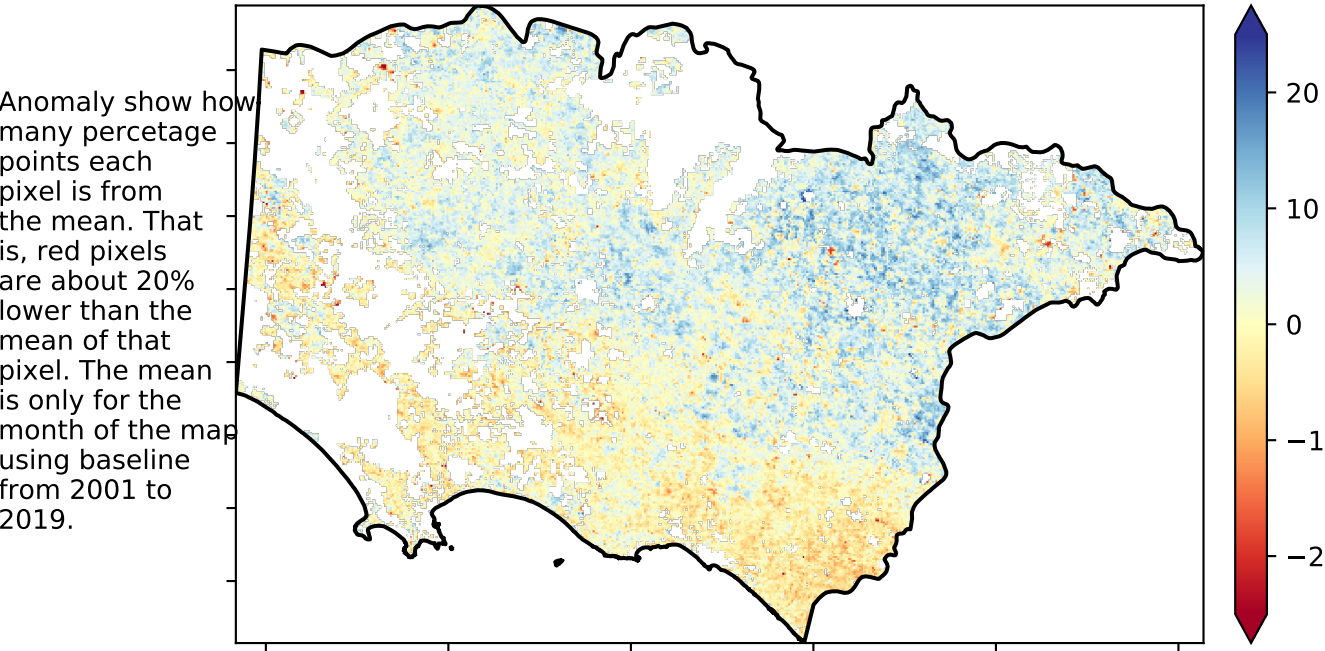 Anomaly show how
many percetage
points each
pixel is from
the mean. That
is, red pixels
are about 20%
lower than the
mean of that
pixel. The mean
is only for the
month of the map
using baseline
from 2001 to
2019.
20
10
0
−1
−2